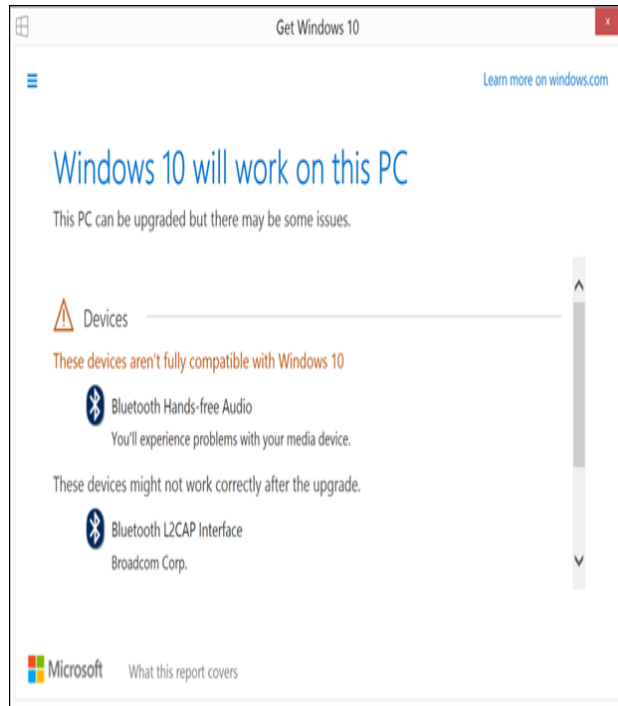 Get Windows 10
x
Learn more on windows.com
Windows 10 will work on this PC
This PC can be upgraded but there may be some issues.
Devices
These devices aren't fully compatible with Windows 10
Bluetooth Hands-free Audio
You'll experience problems with your media device.
These devices might not work correctly after the upgrade.
Bluetooth L2CAP Interface
Broadcom Corp.
Microsoft What this report covers